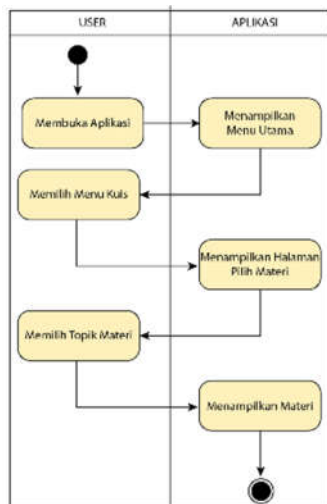 USER
APLIKASI
Membuka Aplikasi
Menampilkan
Menu Utama
Memilih Menu Kuis
Menampilkan Halaman
Pilih Materi
Memilih Topik Materi
Menampilkan Materi